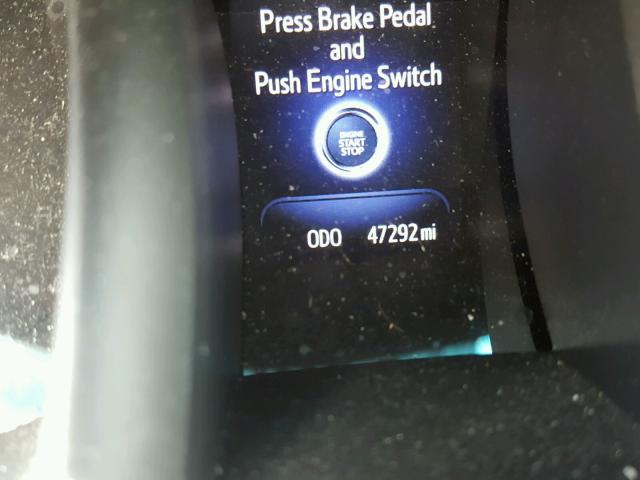 Press Brake Pedal
and
Push Engine Switch
ENGINE
START
STOP
ODO 47292 mi